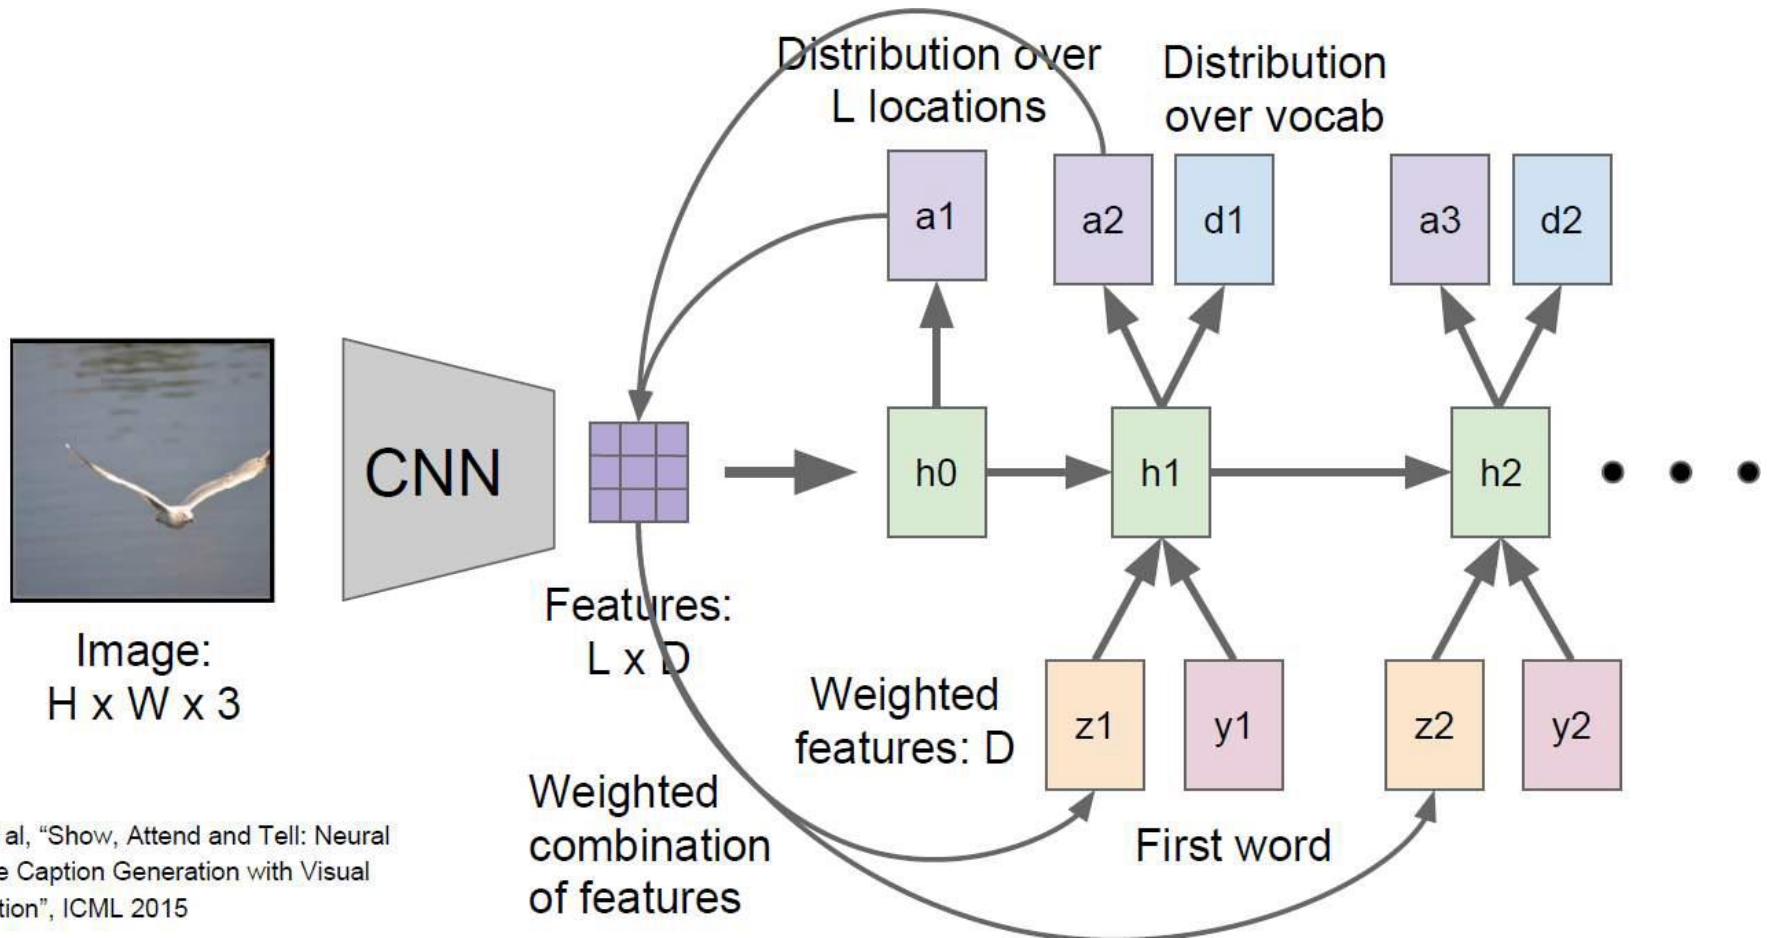 Distribution over
L locations
Distribution
over vocab
a1
a2
d1
a3
d2
CNN
h0
h1
h2
Image:
H x W x 3
Features:
L x D
Weighted
features: D
z1
y1
z2
y2
Weighted
combination
of features
First word
al, “Show, Attend and Tell: Neural
Caption Generation with Visual
ICML 2015